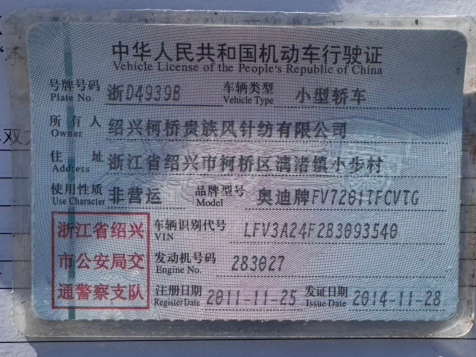 中华人民共和国机动车行驶证
Vehicle License of the People's Republic of China
号牌号码 浙D4939B 车辆类型 小型轿车
Plate No. Vehicle Type
所有人 绍兴柯桥贵族风针纺有限公司
Owner
住址 浙江省绍兴市柯桥区漓渚镇小步村
Address
使用性质 非营运 品牌型号 奥迪牌FV7201TFCVTG
Use Character Model
浙江省绍兴 车辆识别代号 LFV3A24F2B3093540
VIN
市公安局交 发动机号码 283027
Engine No.
通警察支队 注册日期 2011-11-25 发证日期 2014-11-28
Register Date Issue Date